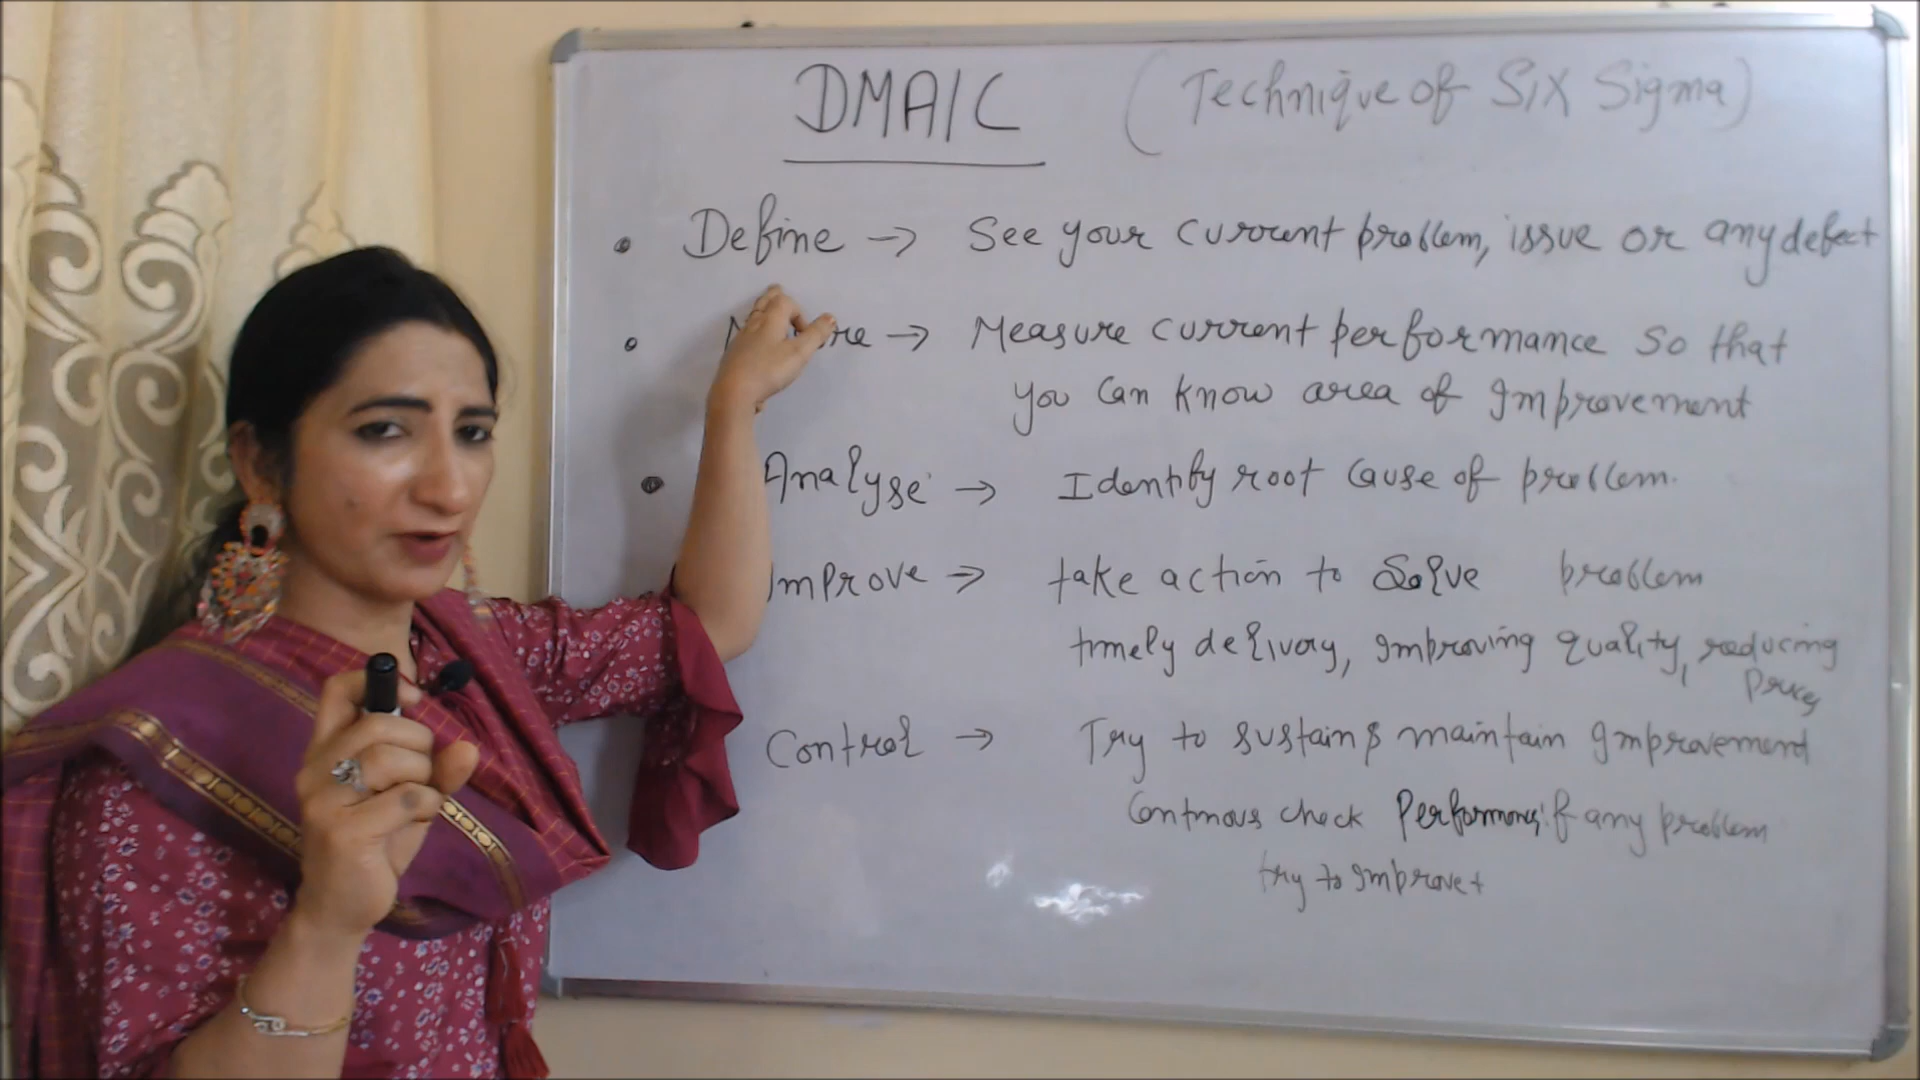 DMAIC (Technique of Six Sigma)
• Define → See your current problem, issue or any defect
• → Measure current performance so that
you can know area of Improvement
• Analyse → Identify root cause of problem.
Improve → take action to Solve problem
timely delivery, improving quality, reducing
prices
Control → Try to sustain & maintain Improvement
Continous check Performance, if any problem
try to improve it